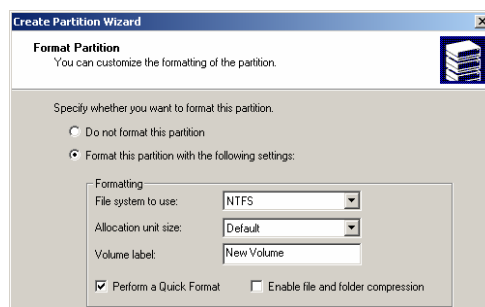 Create Partition Wizard
Format Partition
You can customize the formatting of the partition.
Specify whether you want to format this partition.
Do not format this partition
Format this partition with the following settings:
Formatting
File system to use: NTFS
Allocation unit size: Default
Volume label: New Volume
Perform a Quick Format Enable file and folder compression